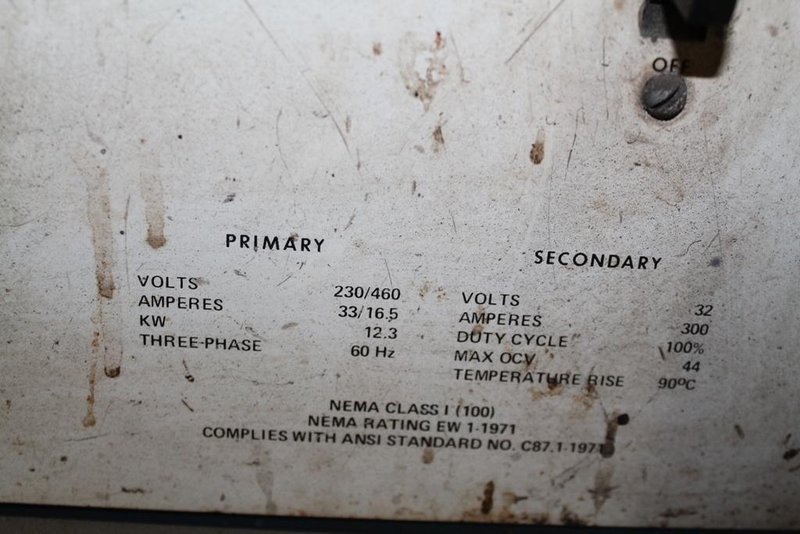 OFF
PRIMARY
VOLTS 230/460
AMPERES 33/16.5
KW 12.3
THREE-PHASE 60 Hz
SECONDARY
VOLTS 32
AMPERES 300
DUTY CYCLE 100%
MAX OCV 44
TEMPERATURE RISE 90ºC
NEMA CLASS I (100)
NEMA RATING EW 1-1971
COMPLIES WITH ANSI STANDARD NO. C87.1-1971